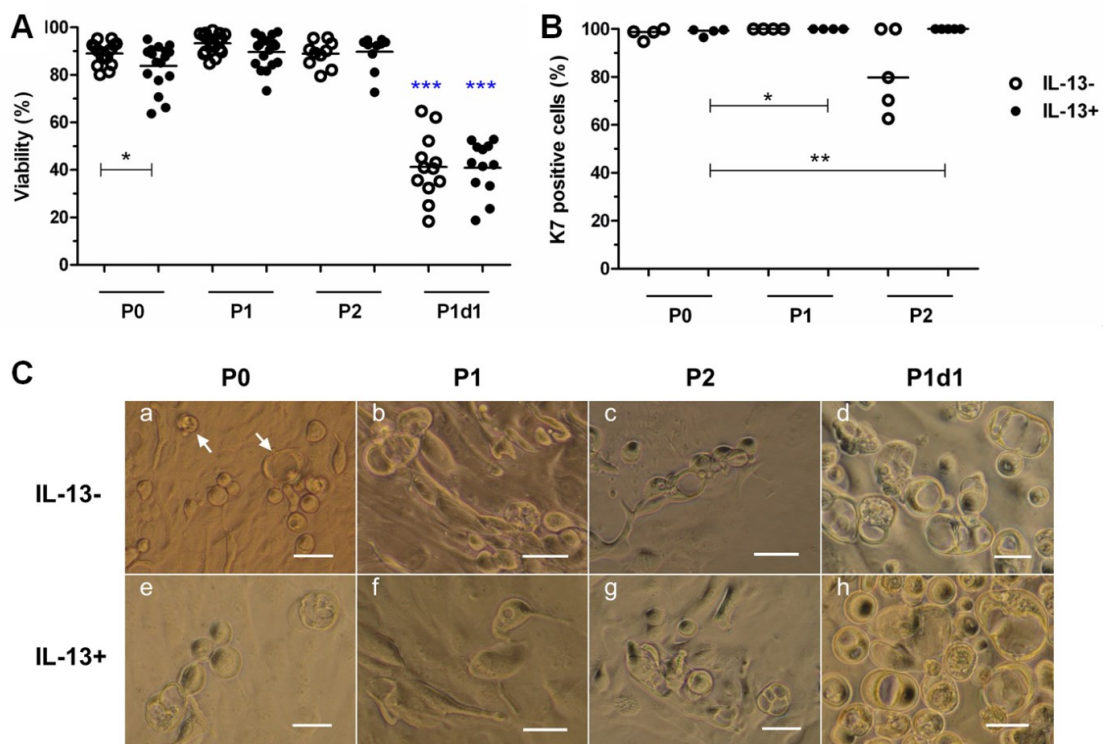 A
Viability (%)
100
80
60
40
20
0
*
***
***
P0
P1
P2
P1d1
B
K7 positive cells (%)
100
80
60
40
20
0
*
**
P0
P1
P2
IL-13-
IL-13+
C
P0
P1
P2
P1d1
IL-13-
a
b
c
d
IL-13+
e
f
g
h